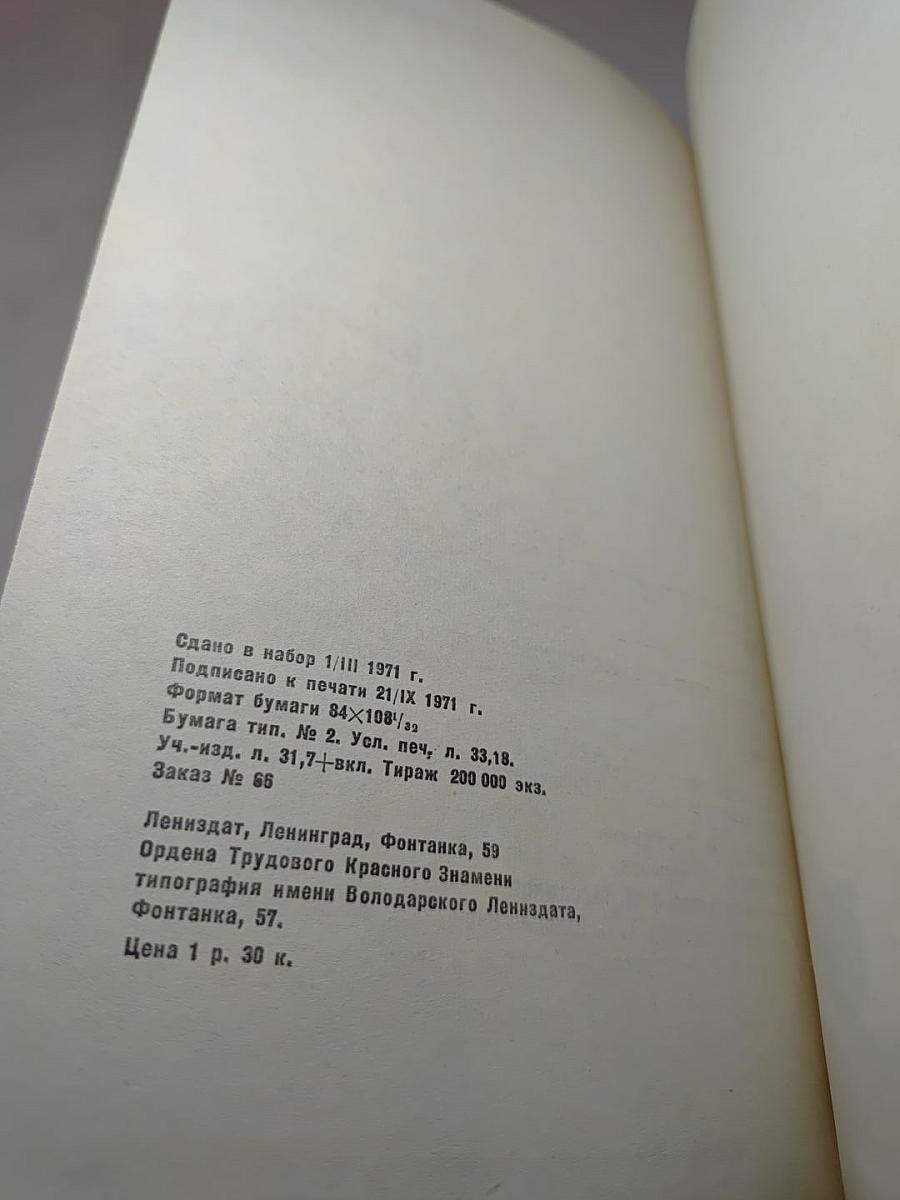 Сдано в набор 1/III 1971 г.
Подписано к печати 21/IX 1971 г.
Формат бумаги 84×108¹/₃₂
Бумага тип. № 2. Усл. печ. л. 33,18.
Уч.-изд. л. 31,7+вкл. Тираж 200 000 экз.
Заказ № 66
Лениздат, Ленинград, Фонтанка, 59
Ордена Трудового Красного Знамени
типография имени Володарского Лениздата,
Фонтанка, 57.
Цена 1 р. 30 к.